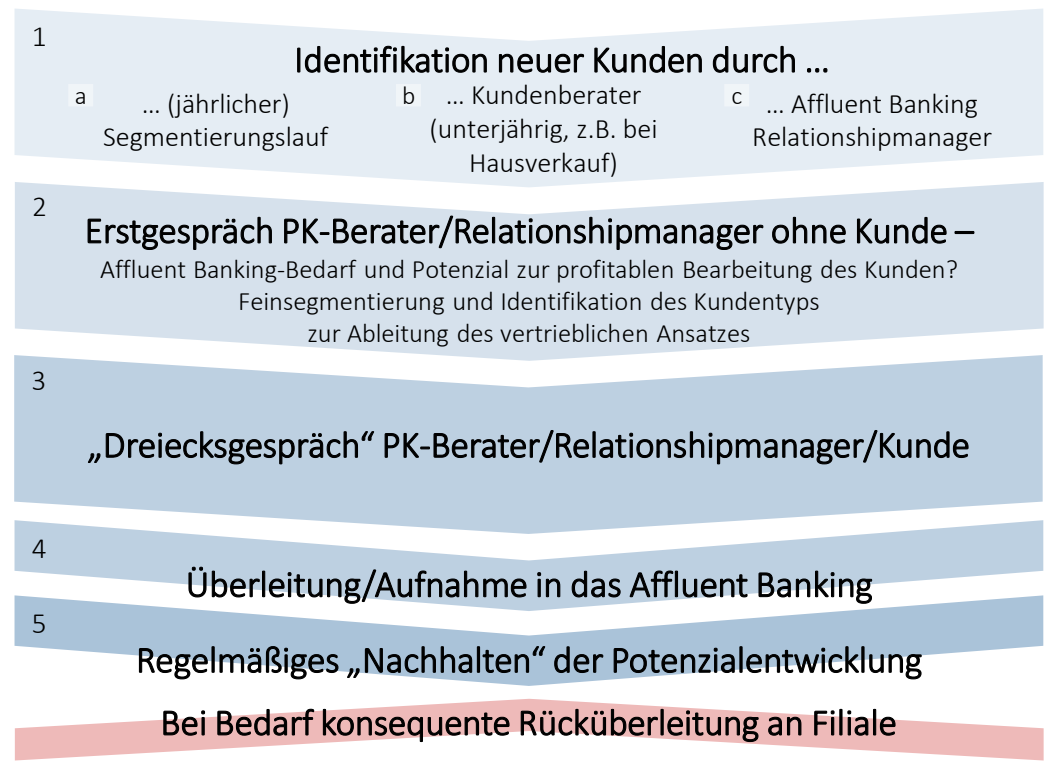 1
Identifikation neuer Kunden durch …
a
… (jährlicher)
Segmentierungslauf
b
… Kundenberater
(unterjährig, z.B. bei
Hausverkauf)
c
… Affluent Banking
Relationshipmanager
2
Erstgespräch PK-Berater/Relationshipmanager ohne Kunde –
Affluent Banking-Bedarf und Potenzial zur profitablen Bearbeitung des Kunden?
Feinsegmentierung und Identifikation des Kundentyps
zur Ableitung des vertrieblichen Ansatzes
3
„Dreiecksgespräch“ PK-Berater/Relationshipmanager/Kunde
4
Überleitung/Aufnahme in das Affluent Banking
5
Regelmäßiges „Nachhalten“ der Potenzialentwicklung
Bei Bedarf konsequente Rücküberleitung an Filiale